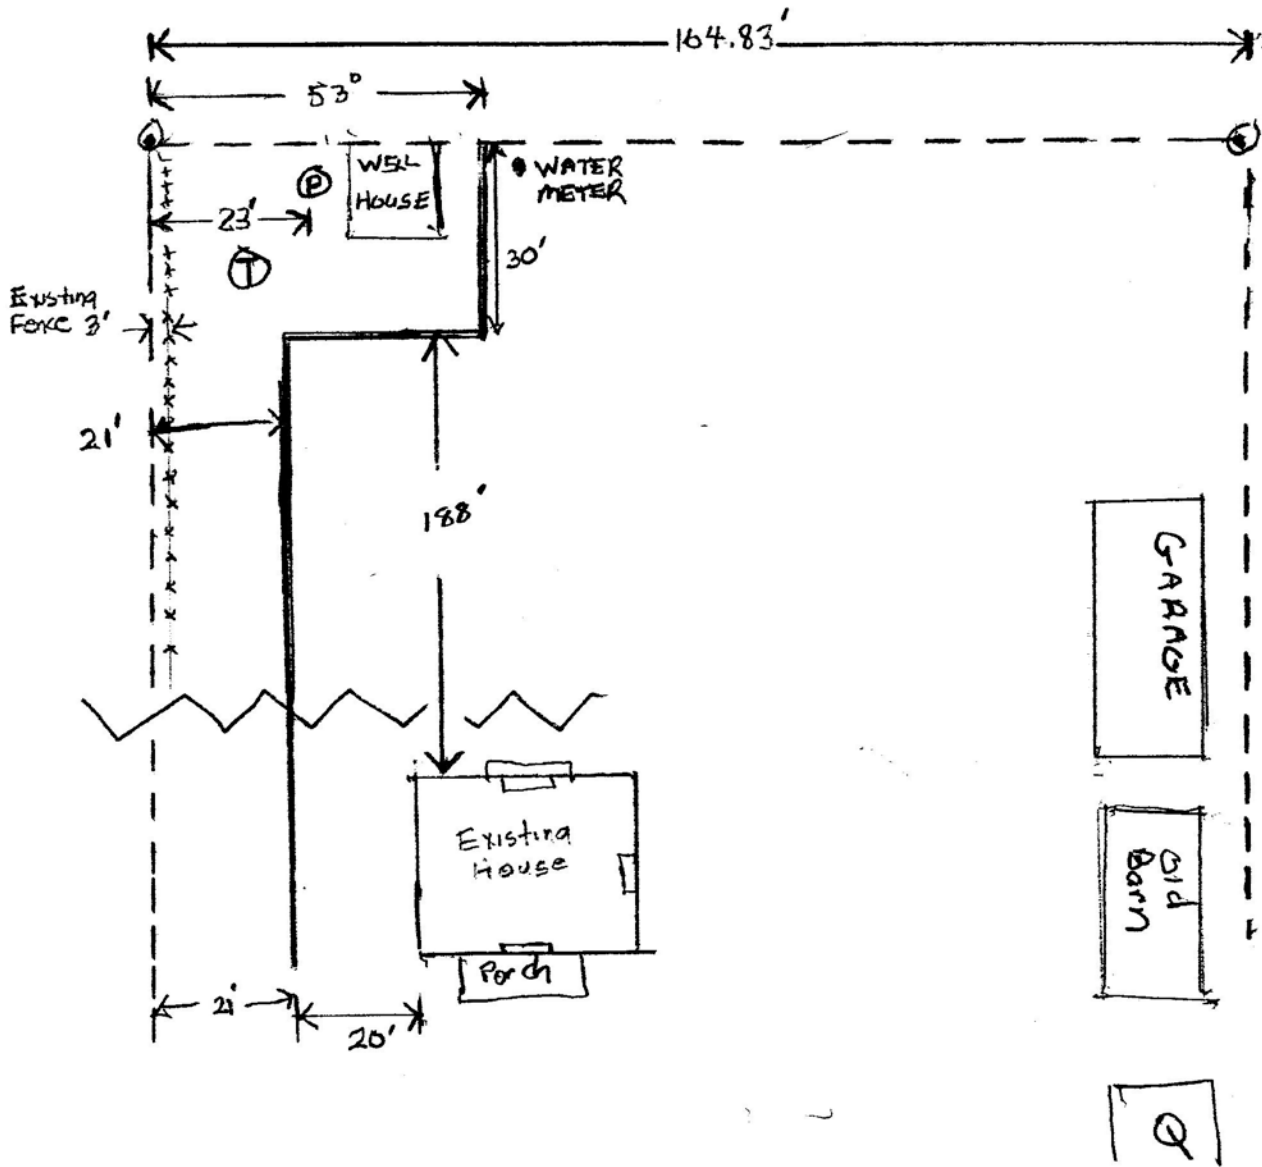 164.83'
53°
WELL
HOUSE
WATER
METER
P
23'
T
30'
Existing
Fence 3'
21'
188'
GARAGE
Existing
House
Old
Barn
Porch
21'
20'
Q